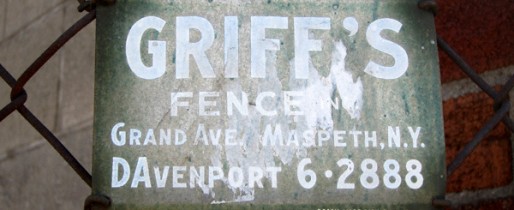 GRIFF'S
FENCE
GRAND AVE. MASPETH, N.Y.
DAVENPORT 6·2888